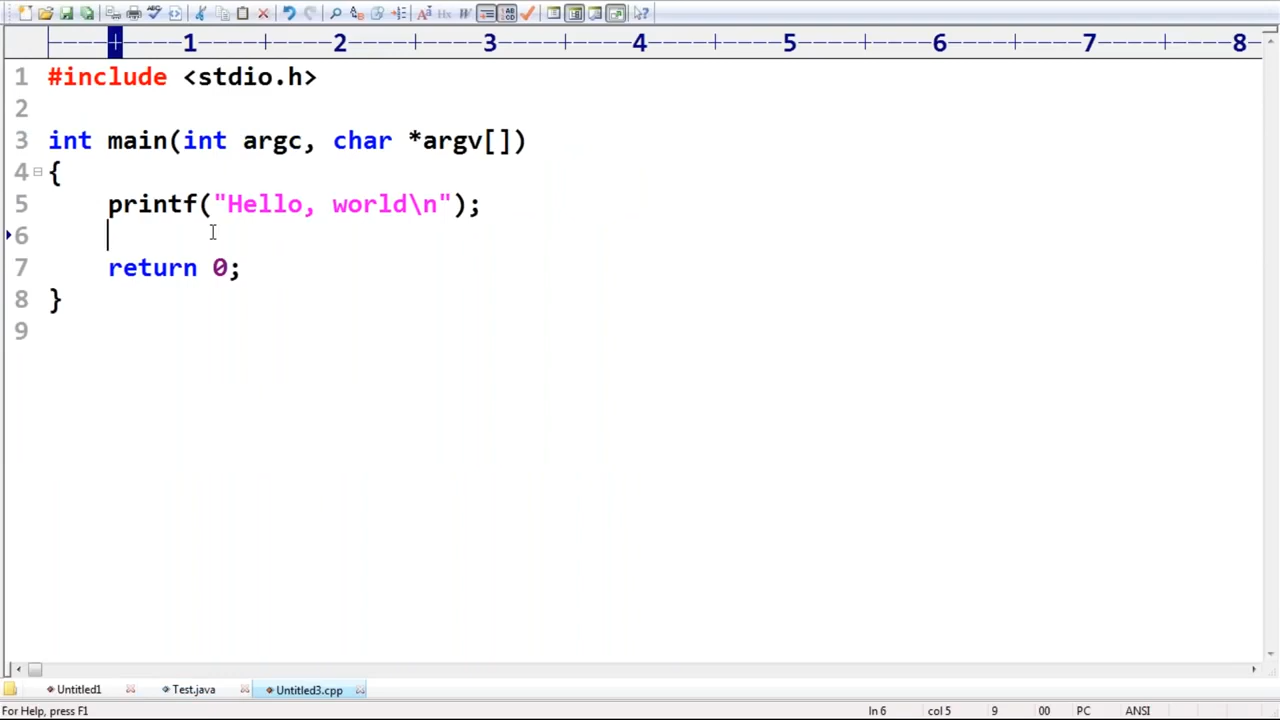 1 2 3 4 5 6 7 8
1 #include <stdio.h>
2
3 int main(int argc, char *argv[])
4 {
5 printf("Hello, world\n");
6
7 return 0;
8 }
9
Untitled1 Test.java Untitled3.cpp
For Help, press F1 ln 6 col 5 9 00 PC ANSI